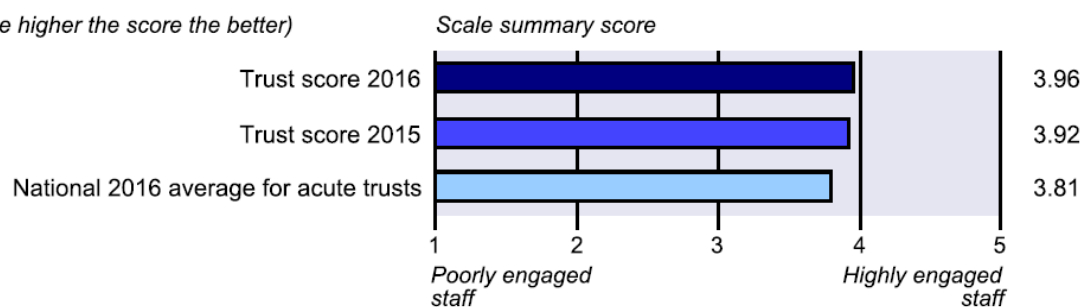 e higher the score the better)
Scale summary score
Trust score 2016
3.96
Trust score 2015
3.92
National 2016 average for acute trusts
3.81
1 2 3 4 5
Poorly engaged staff
Highly engaged staff